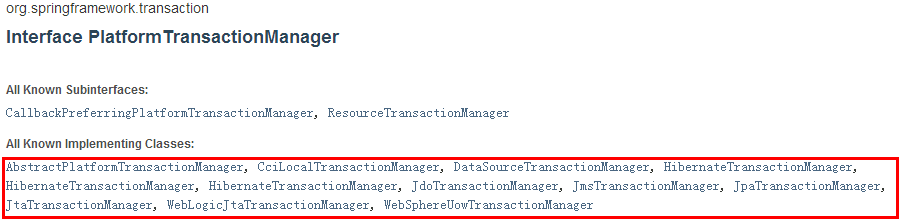 org.springframework.transaction
Interface PlatformTransactionManager
All Known Subinterfaces:
CallbackPreferringPlatformTransactionManager, ResourceTransactionManager
All Known Implementing Classes:
AbstractPlatformTransactionManager, CciLocalTransactionManager, DataSourceTransactionManager, HibernateTransactionManager,
HibernateTransactionManager, HibernateTransactionManager, JdoTransactionManager, JmsTransactionManager, JpaTransactionManager,
JtaTransactionManager, WebLogicJtaTransactionManager, WebSphereUowTransactionManager